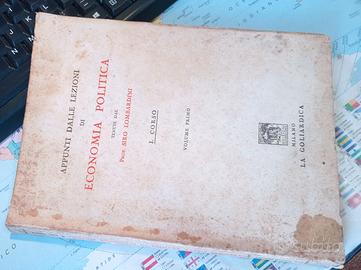 APPUNTI DALLE LEZIONI
DI
ECONOMIA POLITICA
TENUTE DAL
PROF. SIRO LOMBARDINI
I. CORSO
VOLUME PRIMO
MILANO
LA GOLIARDICA